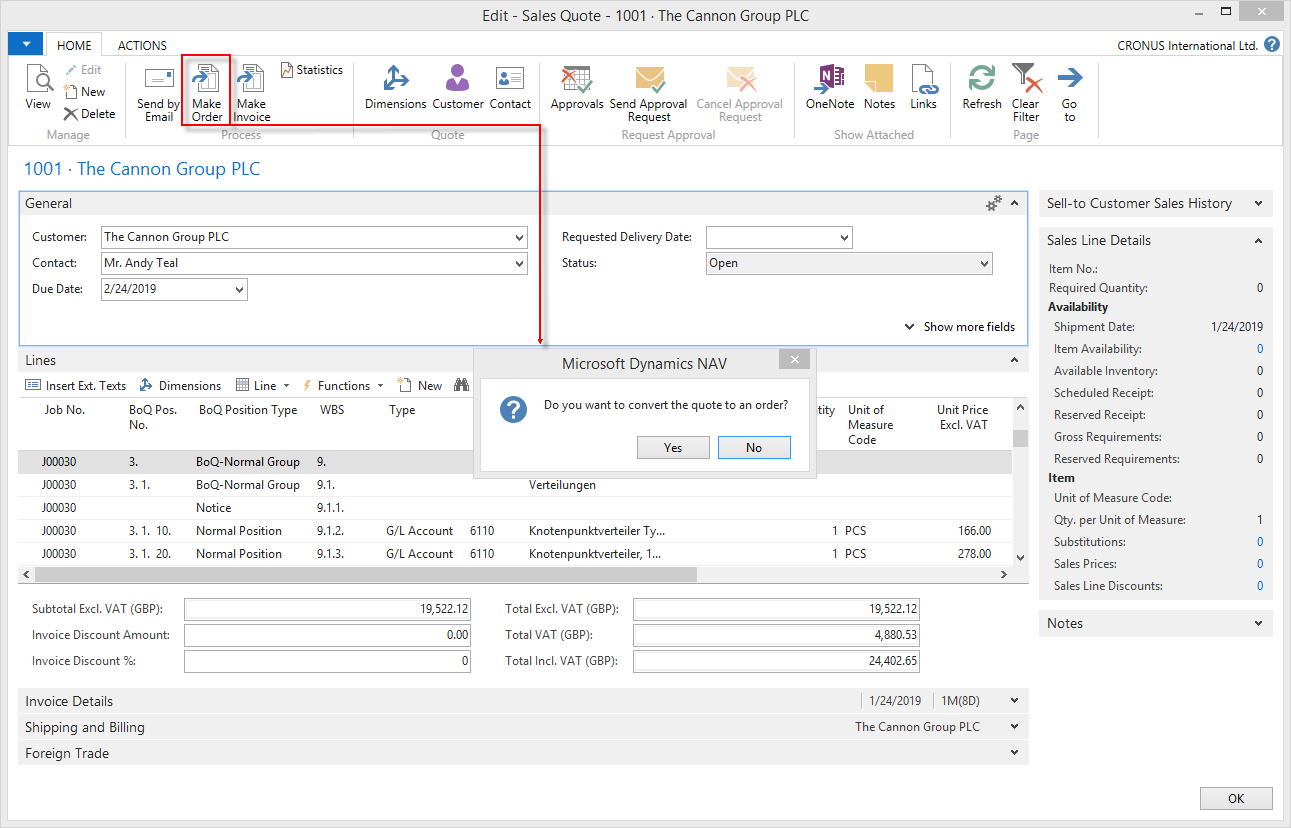 Edit - Sales Quote - 1001 · The Cannon Group PLC
HOME ACTIONS CRONUS International Ltd. ?
View
Edit
New
Delete
Manage
Send by Email
Make Order
Make Invoice
Statistics
Process
Dimensions
Customer
Contact
Quote
Approvals
Send Approval Request
Cancel Approval Request
Request Approval
OneNote
Notes
Links
Show Attached
Refresh
Clear Filter
Go to
Page
1001 · The Cannon Group PLC
General
Customer: The Cannon Group PLC
Contact: Mr. Andy Teal
Due Date: 2/24/2019
Requested Delivery Date:
Status: Open
Show more fields
Lines
Insert Ext. Texts Dimensions Line Functions New
Job No. BoQ Pos. No. BoQ Position Type WBS Type tity Unit of Measure Code Unit Price Excl. VAT
J00030 3. BoQ-Normal Group 9.
J00030 3. 1. BoQ-Normal Group 9.1. Verteilungen
J00030 Notice 9.1.1.
J00030 3. 1. 10. Normal Position 9.1.2. G/L Account 6110 Knotenpunktverteiler Ty... 1 PCS 166.00
J00030 3. 1. 20. Normal Position 9.1.3. G/L Account 6110 Knotenpunktverteiler, 1... 1 PCS 278.00
Microsoft Dynamics NAV
? Do you want to convert the quote to an order?
Yes No
Subtotal Excl. VAT (GBP): 19,522.12
Invoice Discount Amount: 0.00
Invoice Discount %: 0
Total Excl. VAT (GBP): 19,522.12
Total VAT (GBP): 4,880.53
Total Incl. VAT (GBP): 24,402.65
Invoice Details 1/24/2019 1M(8D)
Shipping and Billing The Cannon Group PLC
Foreign Trade
Sell-to Customer Sales History
Sales Line Details
Item No.:
Required Quantity: 0
Availability
Shipment Date: 1/24/2019
Item Availability: 0
Available Inventory: 0
Scheduled Receipt: 0
Reserved Receipt: 0
Gross Requirements: 0
Reserved Requirements: 0
Item
Unit of Measure Code:
Qty. per Unit of Measure: 1
Substitutions: 0
Sales Prices: 0
Sales Line Discounts: 0
Notes
OK